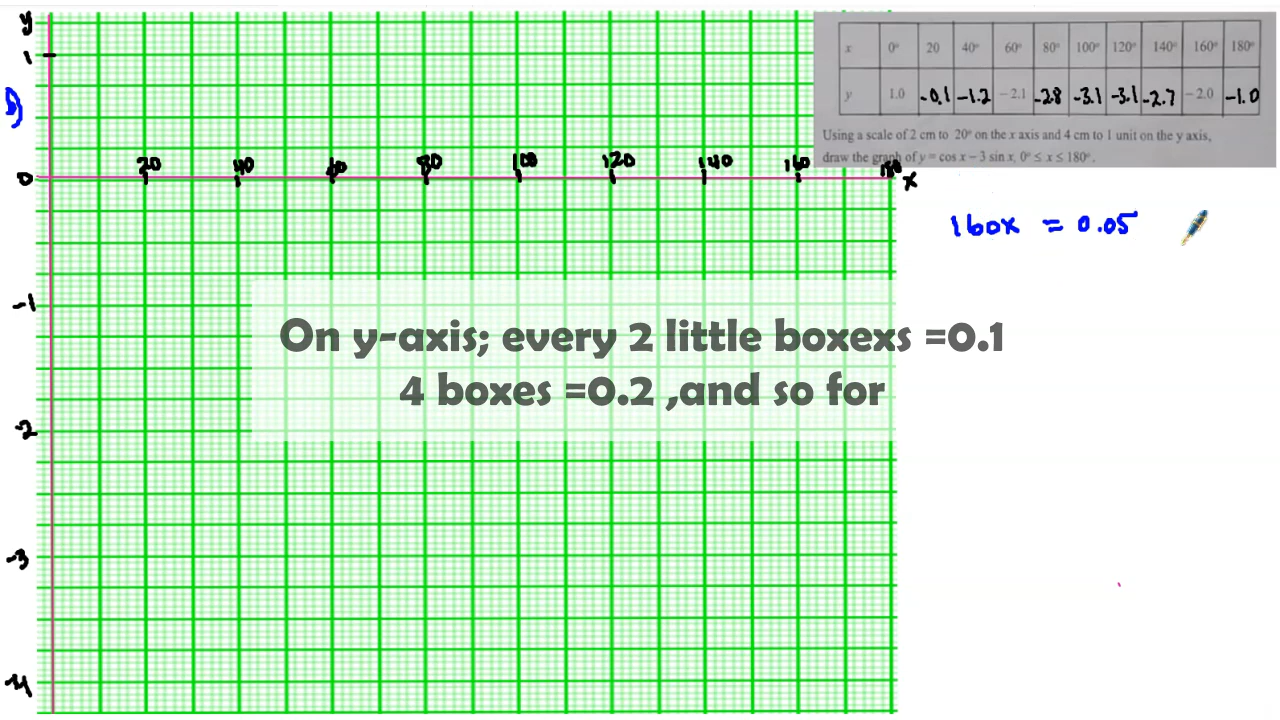 y
1
b)
0
20 40 60 80 100 120 140 160 180 x
-1
-2
-3
-4
x 0° 20 40° 60° 80° 100° 120° 140° 160° 180°
y 1.0 -0.1 -1.2 -2.1 -2.8 -3.1 -3.1 -2.7 -2.0 -1.0
Using a scale of 2 cm to 20° on the x axis and 4 cm to 1 unit on the y axis,
draw the graph of y = cos x - 3 sin x, 0° ≤ x ≤ 180°.
1 box = 0.05
On y-axis; every 2 little boxexs =0.1
4 boxes =0.2 ,and so for